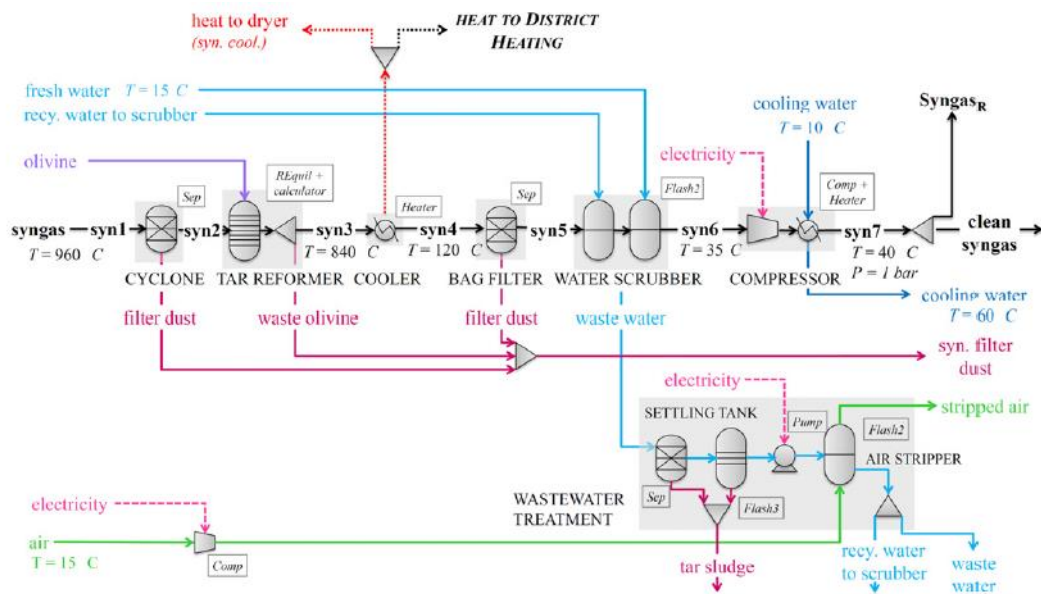 heat to dryer
(syn. cool.)
HEAT TO DISTRICT
HEATING
fresh water T = 15 C
recy. water to scrubber
cooling water
T = 10 C
Syngas_R
electricity
olivine
Sep
REquil +
calculator
Heater
Sep
Flash2
Comp +
Heater
syngas
syn1
syn2
syn3
syn4
syn5
syn6
syn7
clean
syngas
T = 960 C
T = 840 C
T = 120 C
T = 35 C
T = 40 C
P = 1 bar
CYCLONE
TAR REFORMER
COOLER
BAG FILTER
WATER SCRUBBER
COMPRESSOR
filter dust
waste olivine
filter dust
waste water
cooling water
T = 60 C
syn. filter
dust
electricity
SETTLING TANK
Pump
Flash2
stripped air
AIR STRIPPER
WASTEWATER
TREATMENT
Sep
Flash3
electricity
air
T = 15 C
Comp
tar sludge
recy. water
to scrubber
waste
water